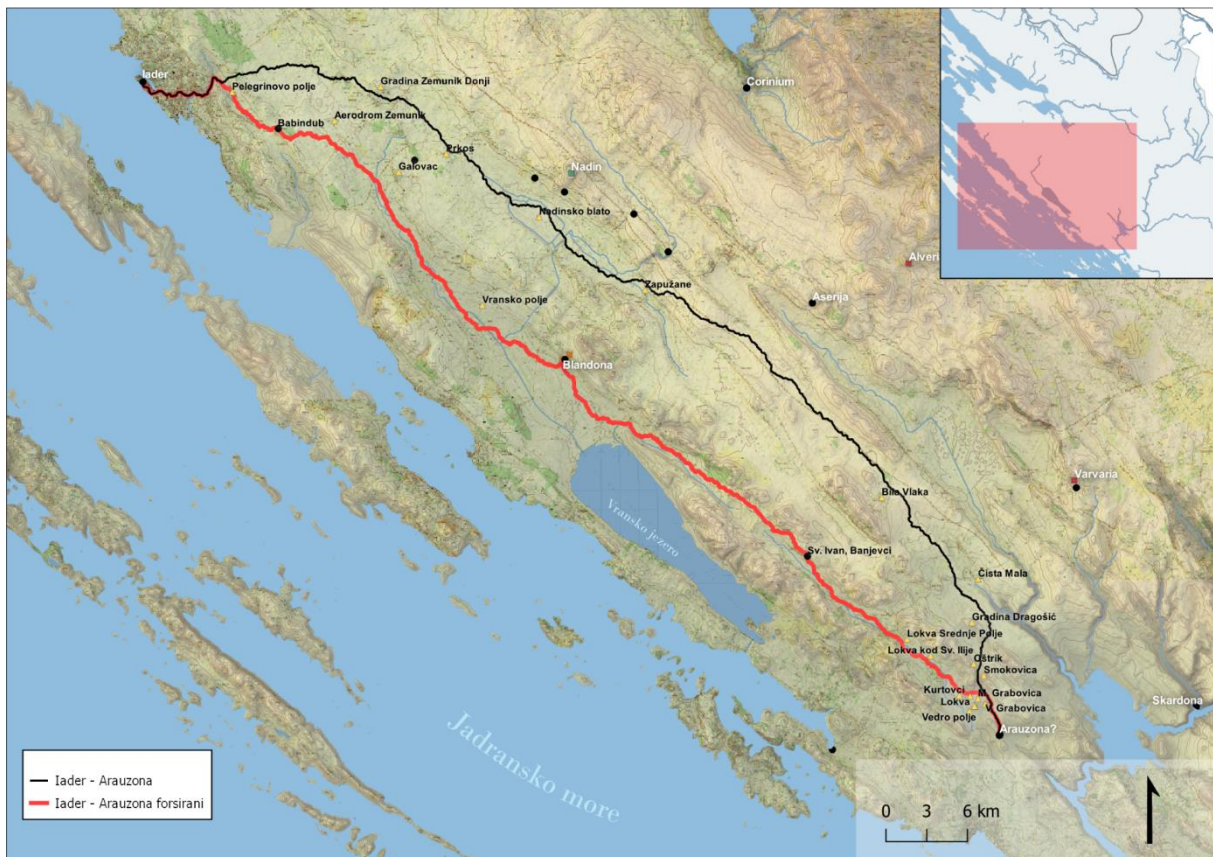 Iader
Pelegrinovo polje
Gradina Zemunik Donji
Corinium
Babindub
Aerodrom Zemunik
Prkos
Galovac
Nadin
Nadinsko blato
Zapužane
Aserija
Vransko polje
Blandona
Varvaria
Bile Vlaka
Vransko jezero
Sv. Ivan, Banjevci
Čista Mala
Gradina Dragošić
Lokva Srednje Polje
Lokva kod Sv. Ilije
Oštrik
Smokovica
Kurtovci
M. Grabovica
Lokva
V. Grabovica
Vedro polje
Skardona
Arauzona?
Jadransko more
Iader - Arauzona
Iader - Arauzona forsirani
0 3 6 km